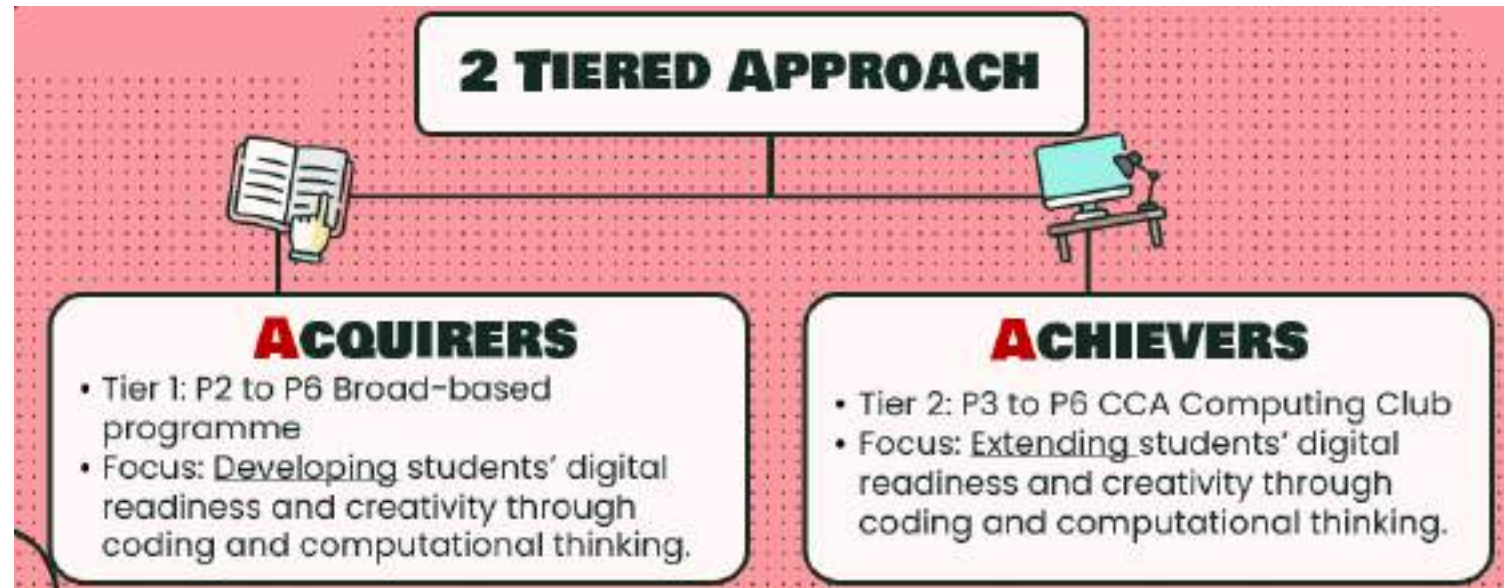 2 TIERED APPROACH
ACQUIRERS
• Tier 1: P2 to P6 Broad-based
programme
• Focus: Developing students’ digital
readiness and creativity through
coding and computational thinking.
ACHIEVERS
• Tier 2: P3 to P6 CCA Computing Club
• Focus: Extending students’ digital
readiness and creativity through
coding and computational thinking.